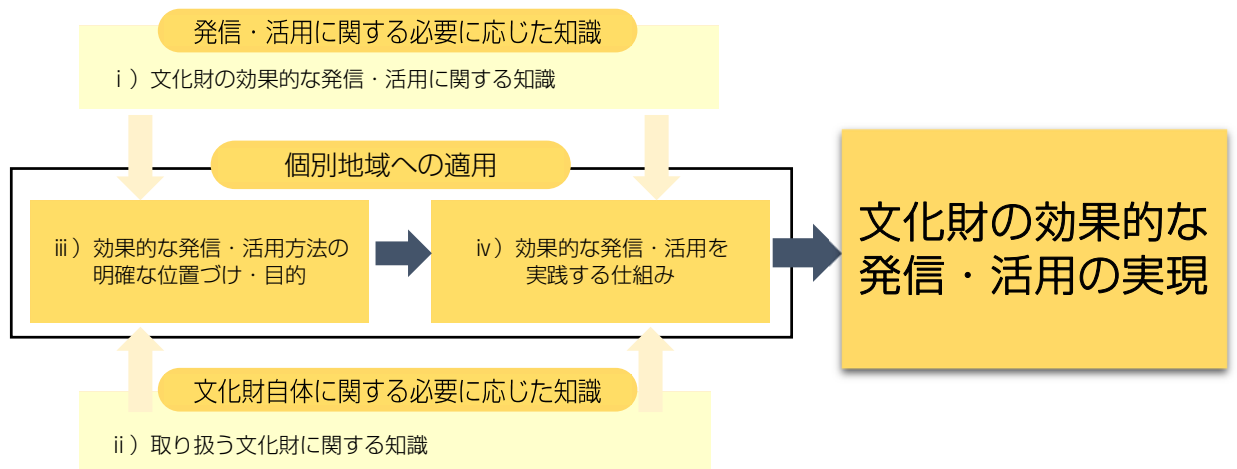 発信・活用に関する必要に応じた知識
ⅰ）文化財の効果的な発信・活用に関する知識
個別地域への適用
ⅲ）効果的な発信・活用方法の
明確な位置づけ・目的
ⅳ）効果的な発信・活用を
実践する仕組み
文化財の効果的な
発信・活用の実現
文化財自体に関する必要に応じた知識
ⅱ）取り扱う文化財に関する知識